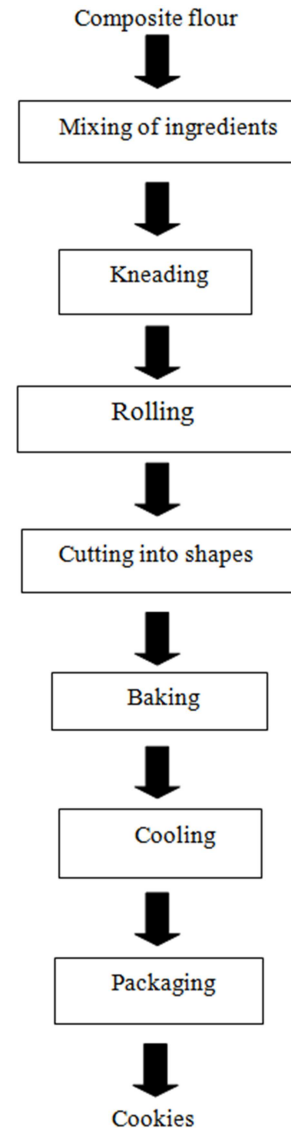 Composite flour
Mixing of ingredients
Kneading
Rolling
Cutting into shapes
Baking
Cooling
Packaging
Cookies